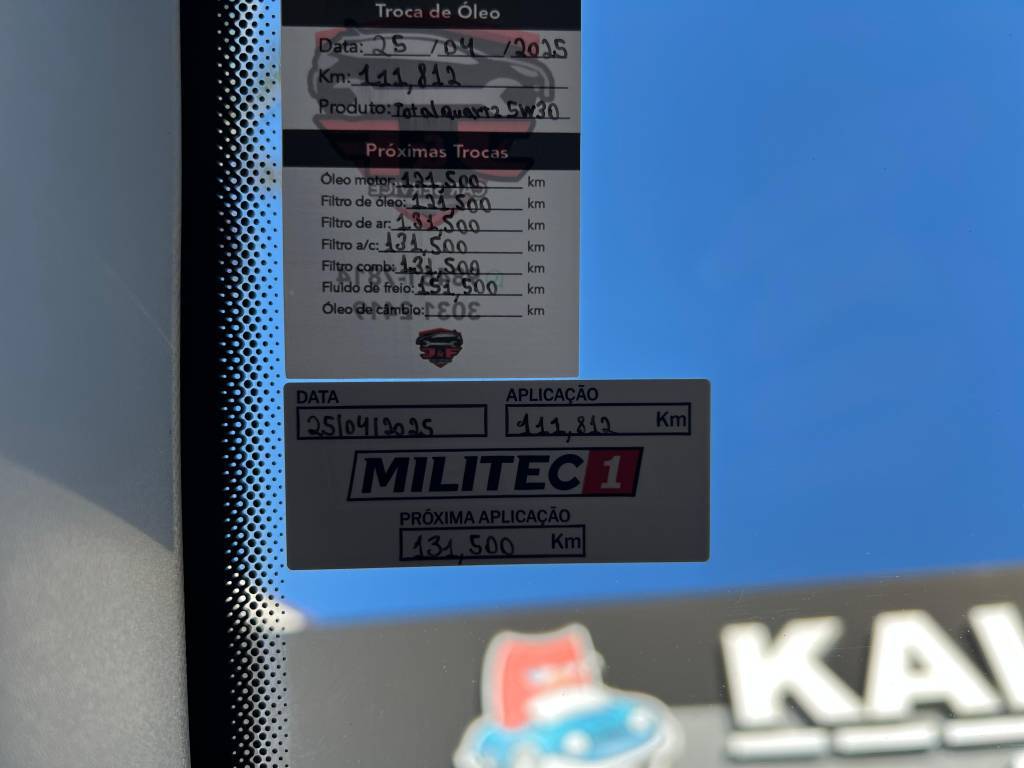 Troca de Óleo
Data: 25 /04 /2025
Km: 111,812
Produto: Total Quartz 5W30
Próximas Trocas
Óleo motor: 121,500 km
Filtro de óleo: 121,500 km
Filtro de ar: 131,500 km
Filtro a/c: 131,500 km
Filtro comb: 131,500 km
Fluído de freio: 151,500 km
Óleo de câmbio: km
DATA APLICAÇÃO
25/04/2025 111,812 Km
MILITEC 1
PRÓXIMA APLICAÇÃO
131,500 Km